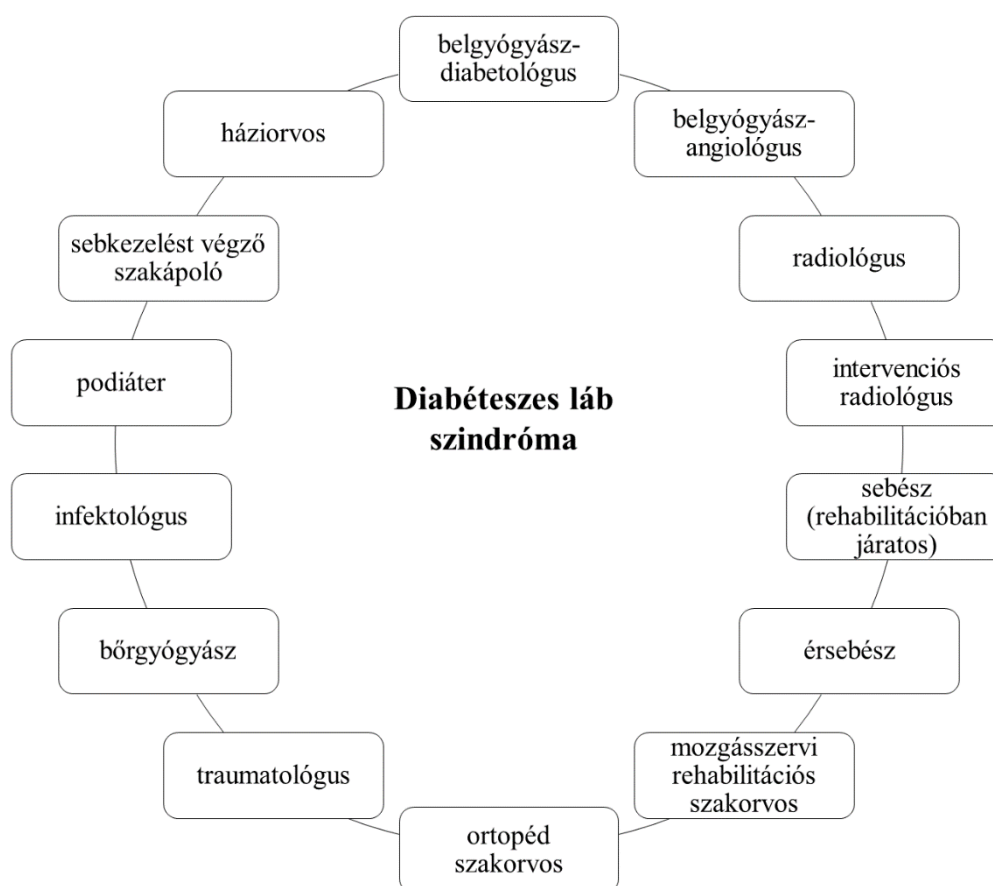 belgyógyász-
diabetológus
belgyógyász-
angiológus
radiológus
intervenciós
radiológus
sebész
(rehabilitációban
járatos)
érsebész
mozgásszervi
rehabilitációs
szakorvos
ortopéd
szakorvos
traumatológus
bőrgyógyász
infektológus
podiáter
sebkezelést végző
szakápoló
háziorvos
Diabéteszes láb
szindróma